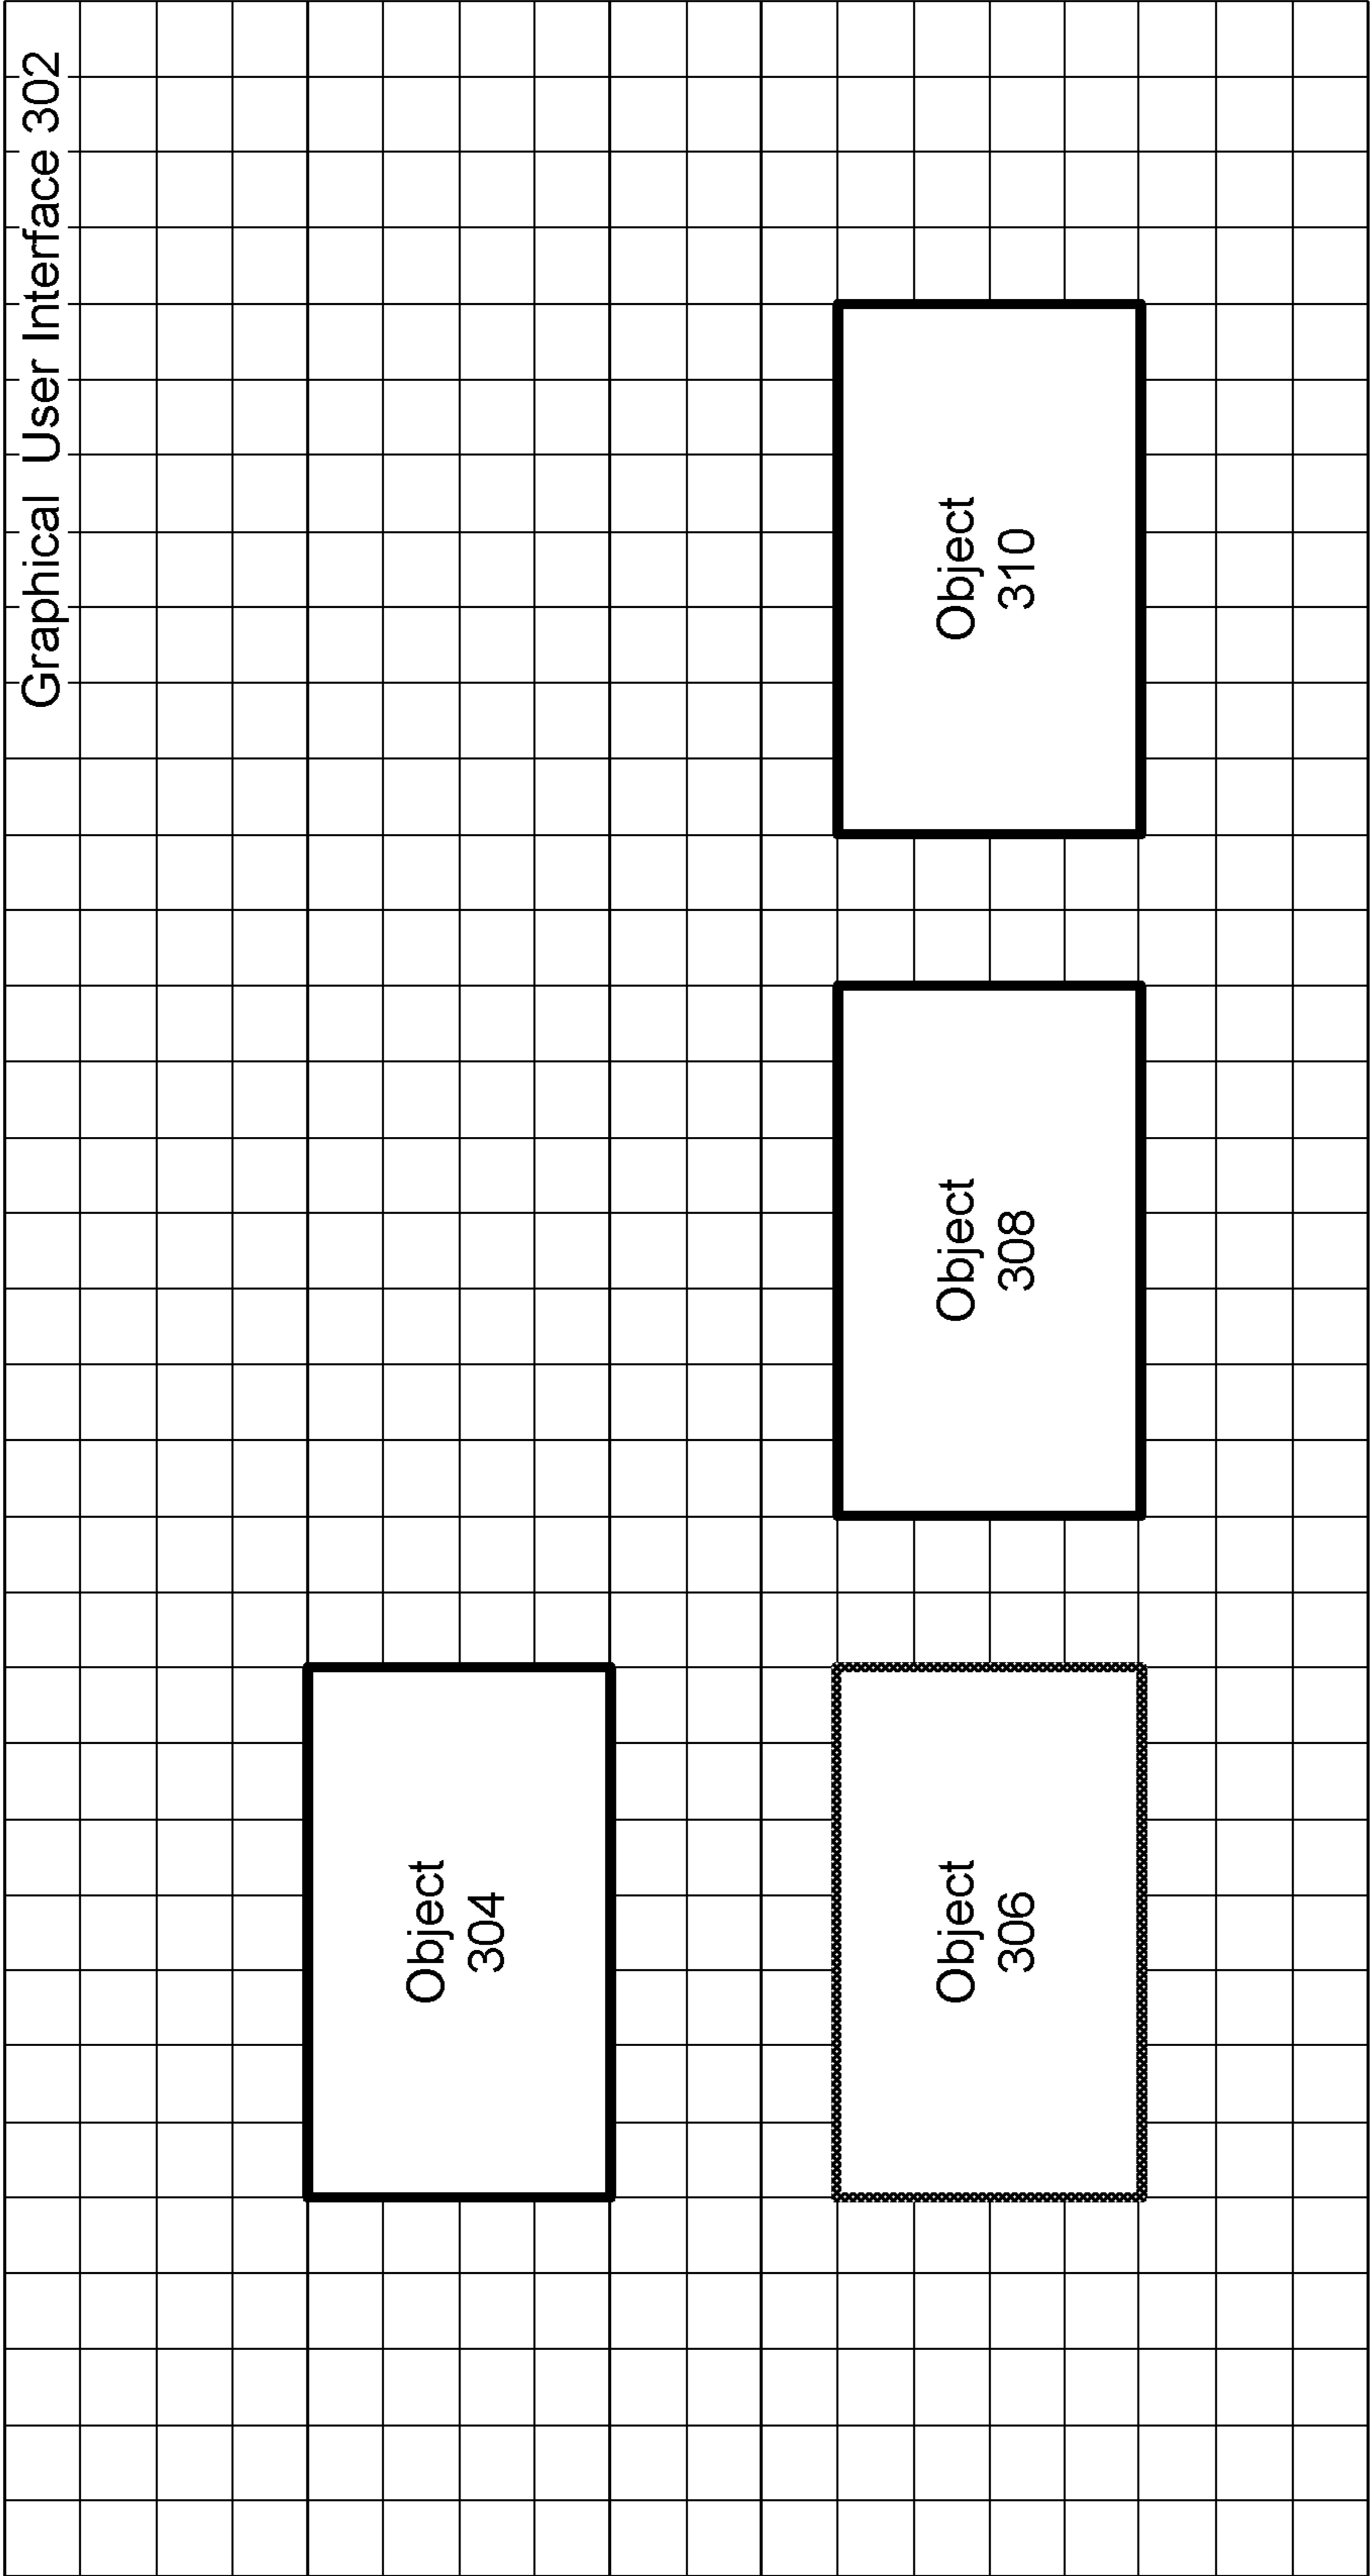 Graphical User Interface 302
Object
304
Object
306
Object
308
Object
310